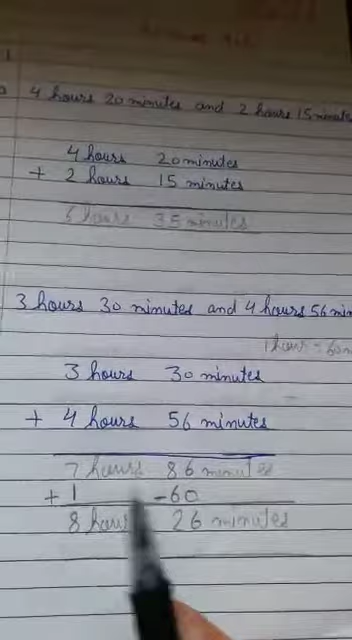 4 hours 20 minutes and 2 hours 15 minutes
4 hours 20 minutes
+ 2 hours 15 minutes
6 hours 35 minutes
3 hours 30 minutes and 4 hours 56 min
1 hour = 60 m
3 hours 30 minutes
+ 4 hours 56 minutes
7 hours 86 minutes
+ 1 - 60
8 hours 26 minutes